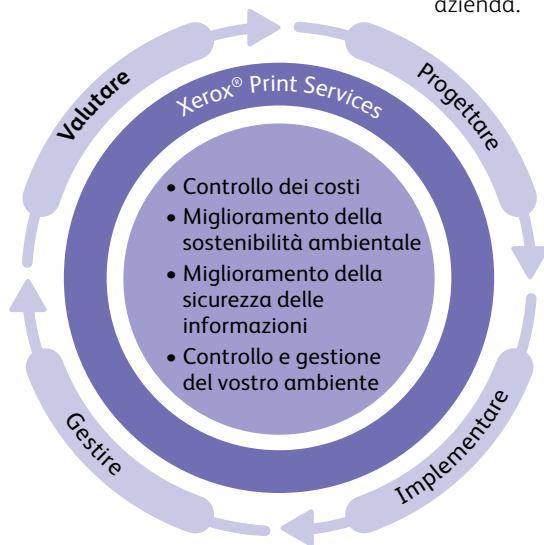 azienda.
Valutare
Progettare
Xerox® Print Services
• Controllo dei costi
• Miglioramento della
sostenibilità ambientale
• Miglioramento della
sicurezza delle
informazioni
• Controllo e gestione
del vostro ambiente
Gestire
Implementare